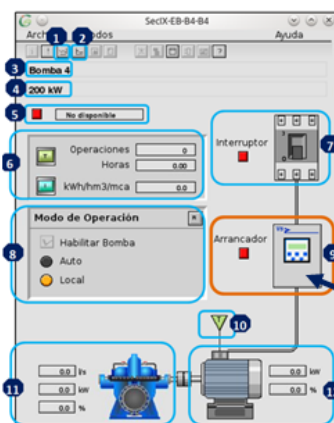 SecIX-EB-B4-B4
Arch
dos
Ayuda
1
2
3
Bomba 4
4
200 kW
5
No disponible
6
Operaciones 0
Horas 0.00
kWh/hm3/mca 0.0
Interruptor
7
8
Modo de Operación
Habilitar Bomba
Auto
Local
Arrancador
9
10
11
0.0 l/s
0.0 kW
0.0 %
0.0 kW
0.0 %